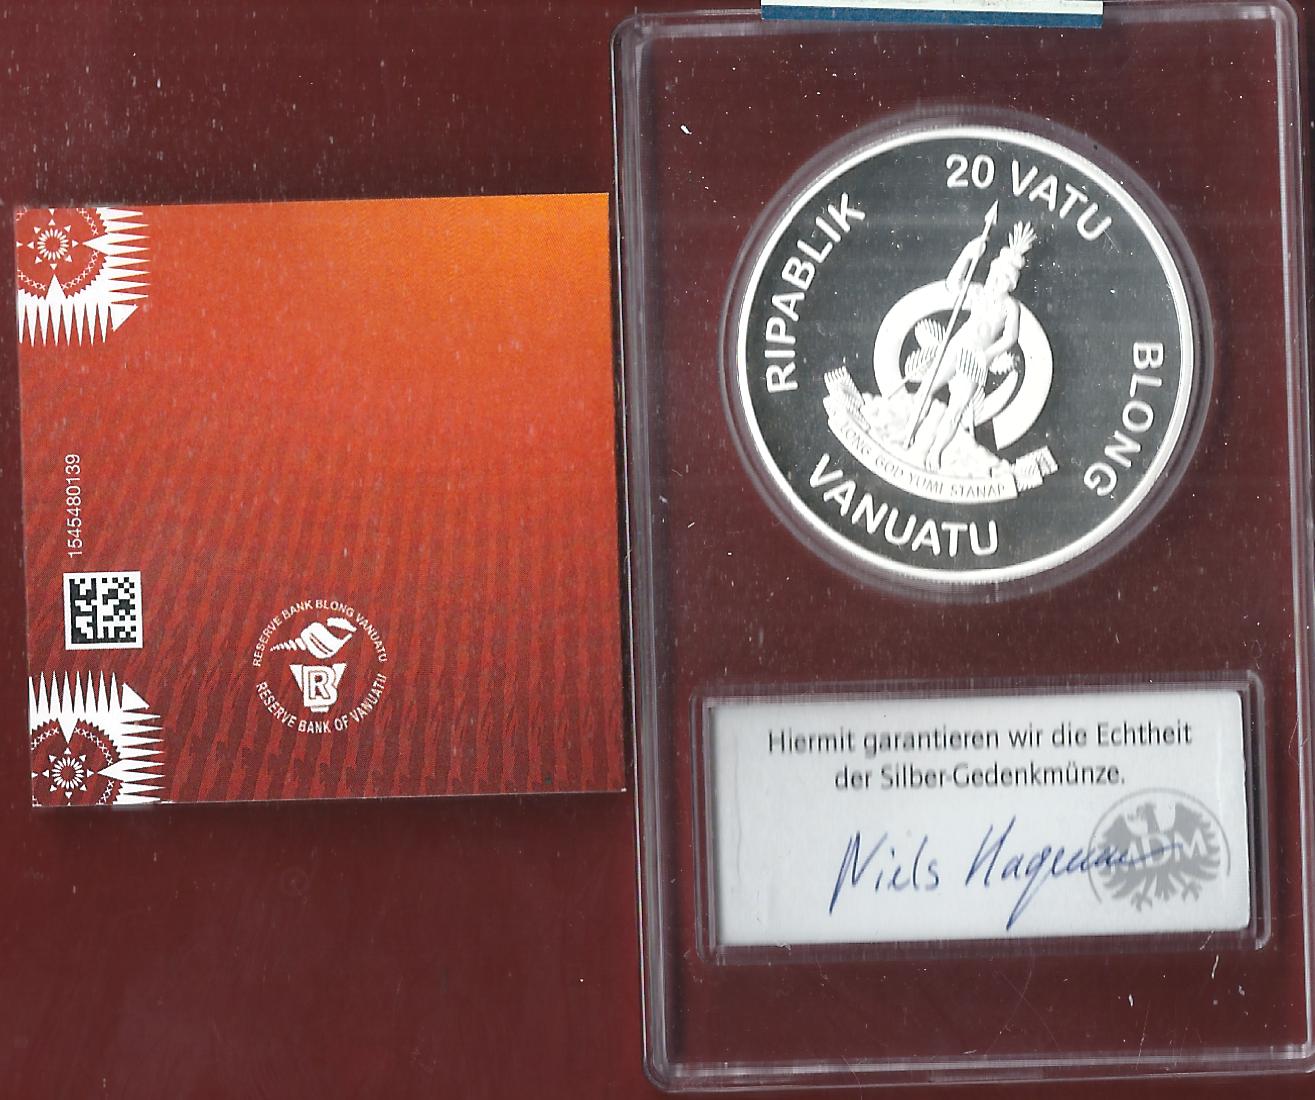 1545480139
RESERVE BANK BLONG VANUATU
R
RESERVE BANK OF VANUATU
20 VATU
RIPABLIK
BLONG
VANUATU
LONG GOD YUMI STANAP
Hiermit garantieren wir die Echtheit
der Silber-Gedenkmünze.
Niels
ADM